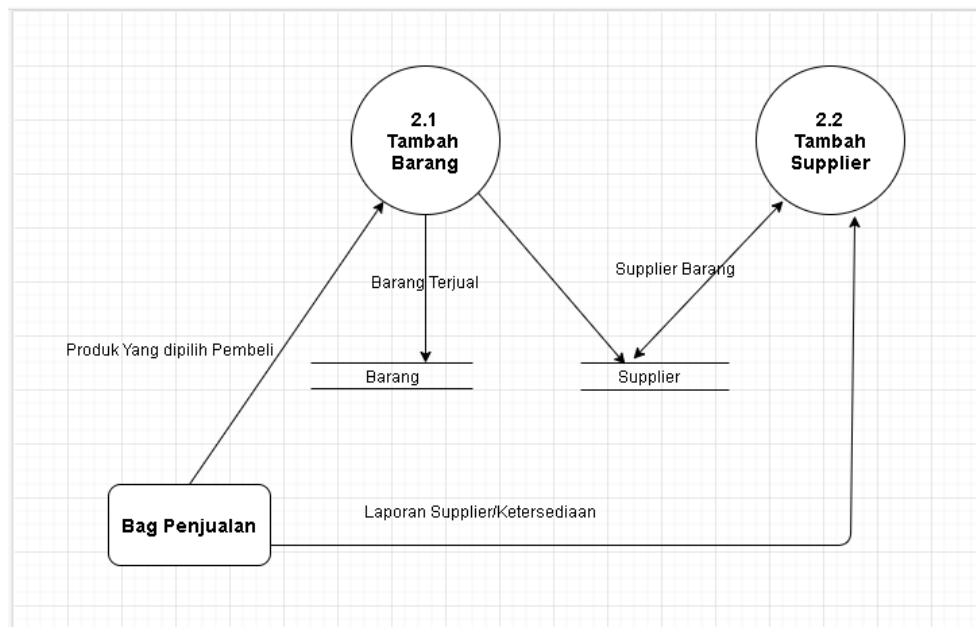 2.1
Tambah
Barang
2.2
Tambah
Supplier
Supplier Barang
Barang Terjual
Produk Yang dipilih Pembeli
Barang
Supplier
Laporan Supplier/Ketersediaan
Bag Penjualan